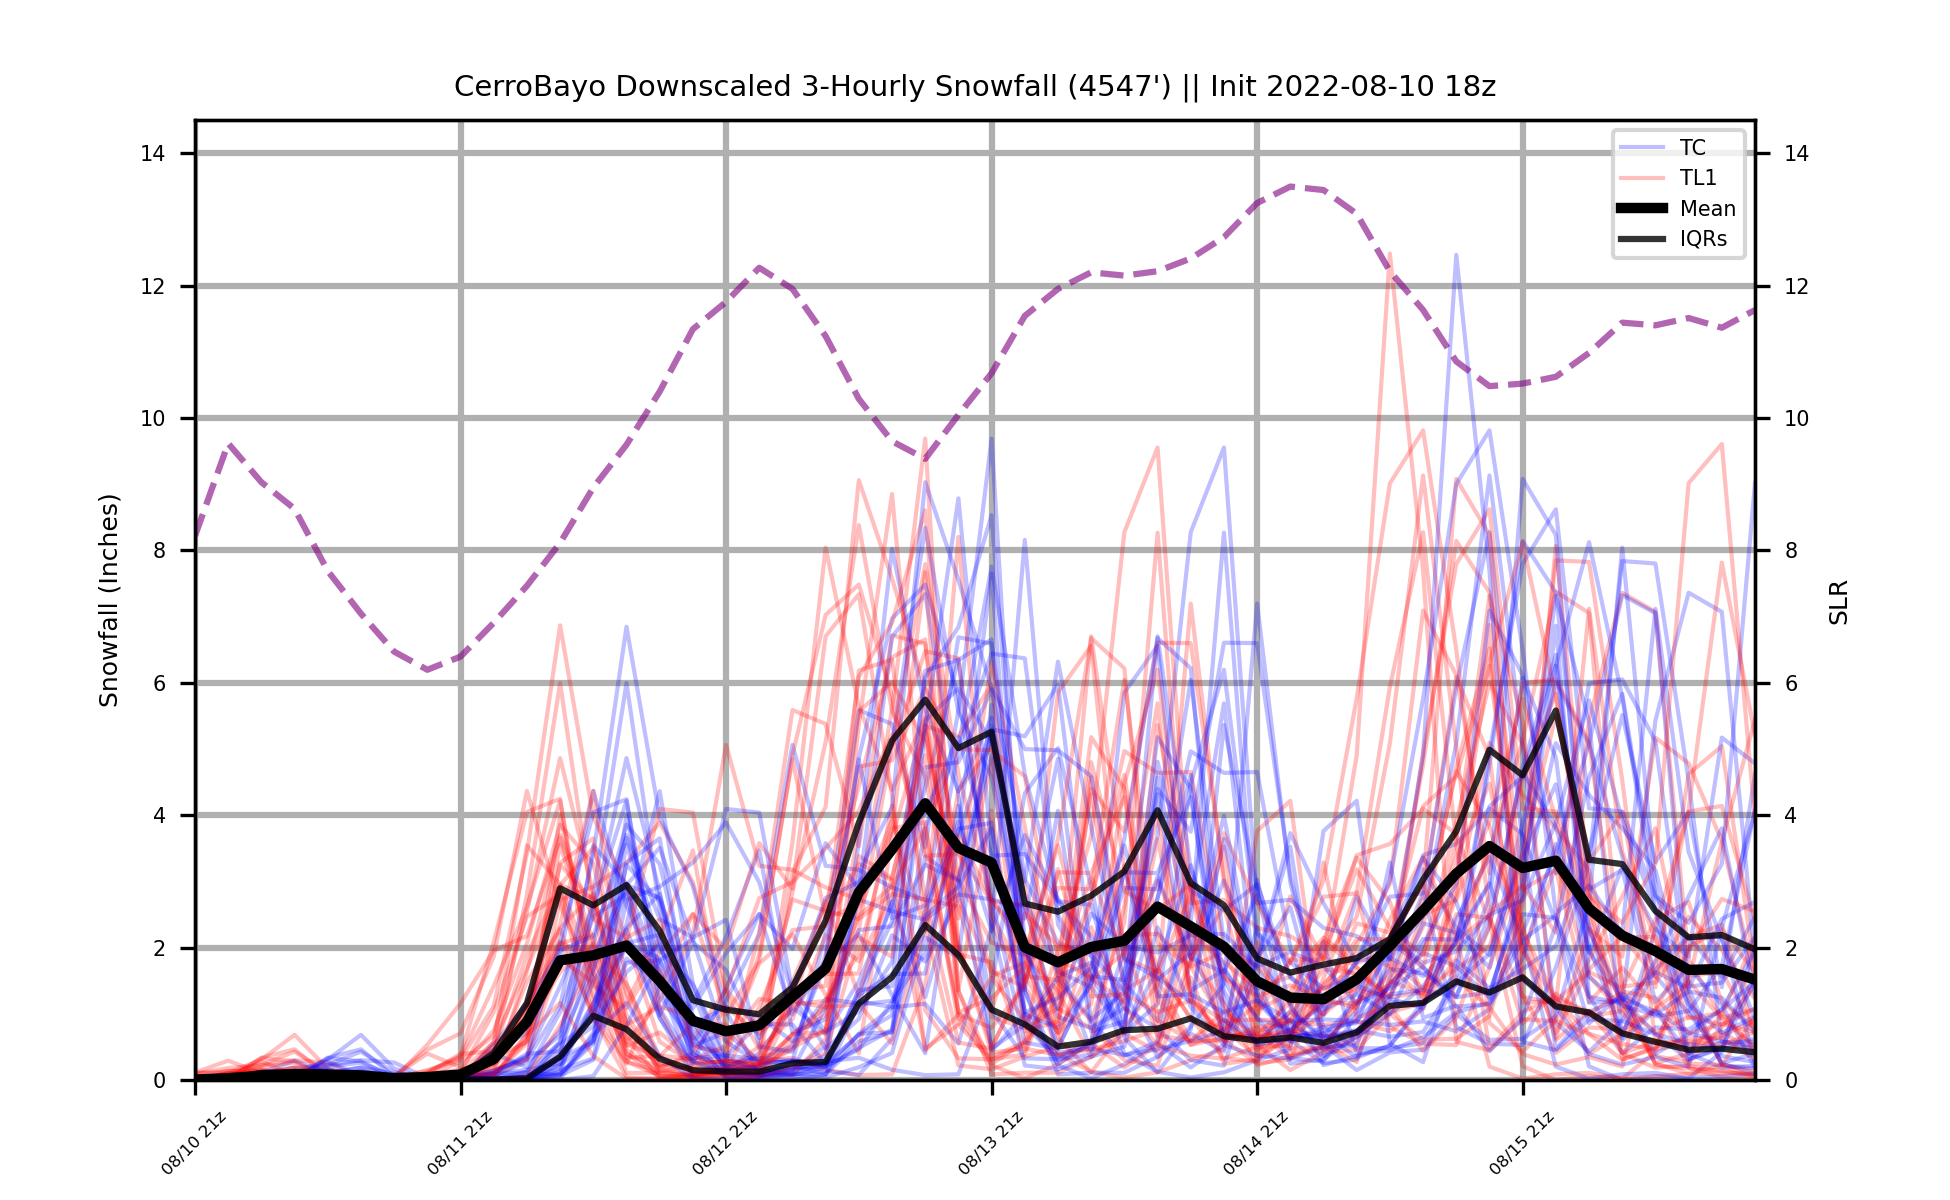 CerroBayo Downscaled 3-Hourly Snowfall (4547') || Init 2022-08-10 18z
TC
TL1
Mean
IQRs
Snowfall (Inches)
14
12
10
8
6
4
2
0
14
12
10
8
6
4
2
0
SLR
08/10 21z
08/11 21z
08/12 21z
08/13 21z
08/14 21z
08/15 21z